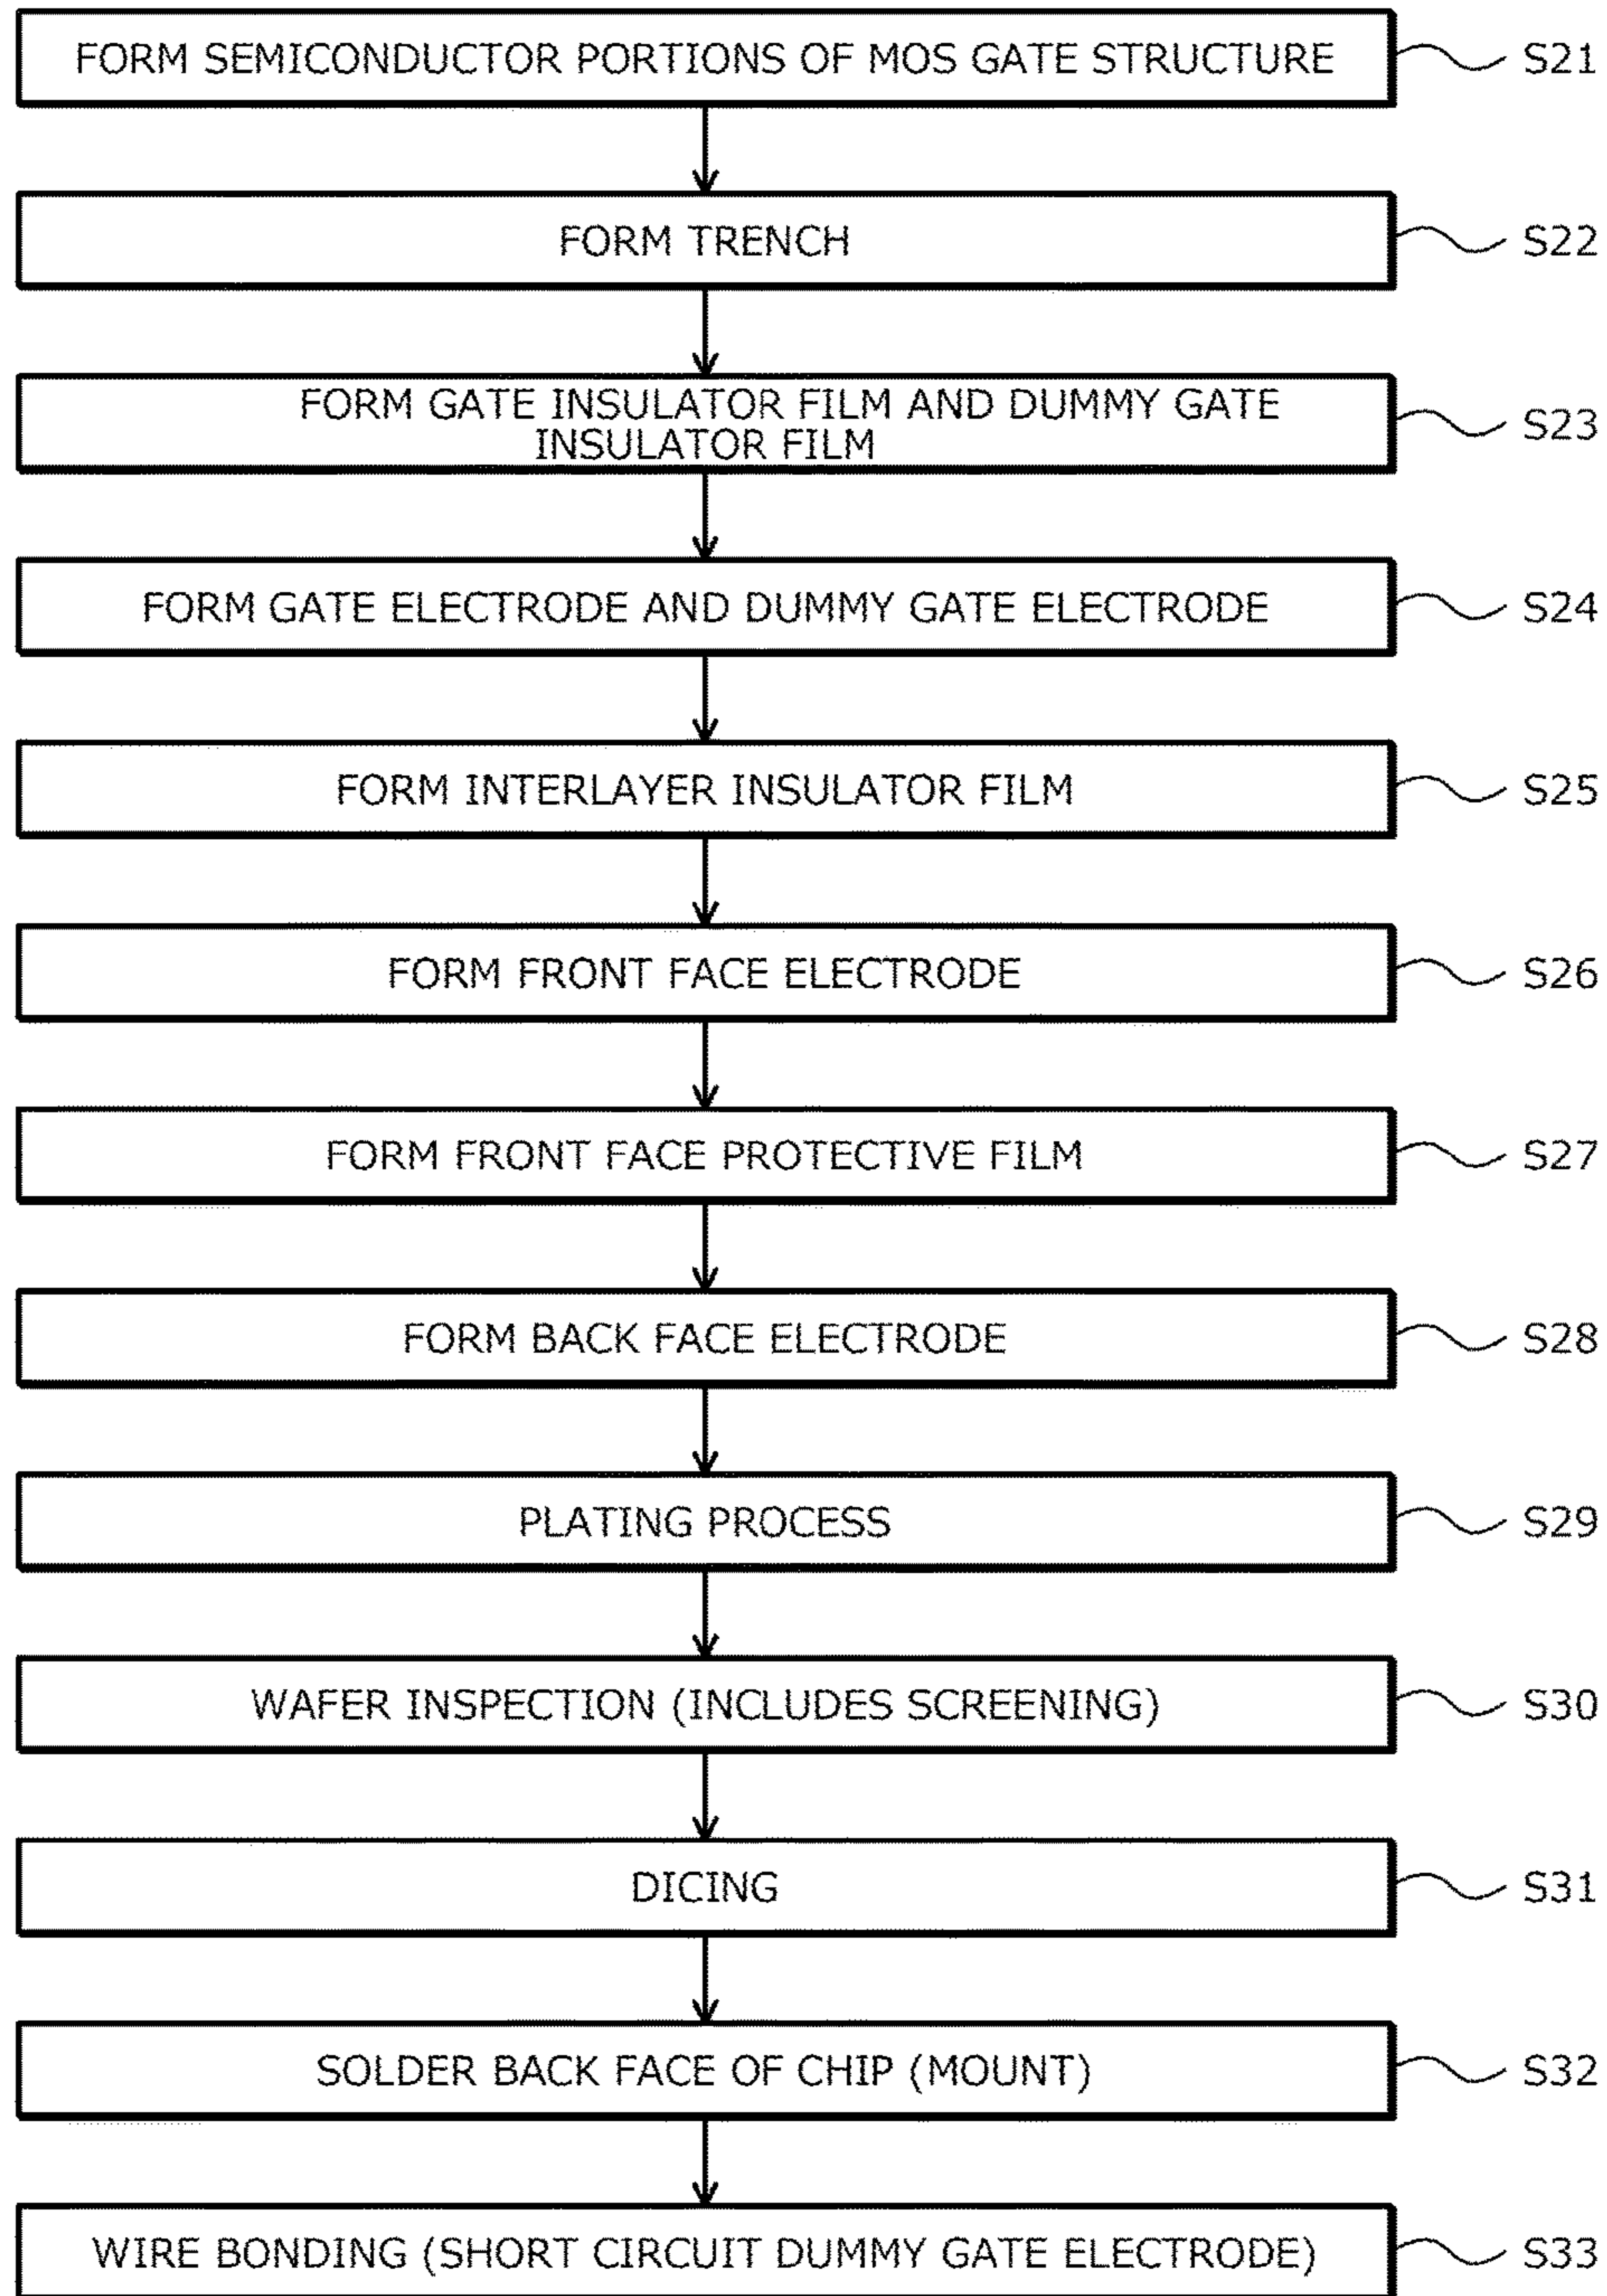 FORM SEMICONDUCTOR PORTIONS OF MOS GATE STRUCTURE
S21
FORM TRENCH
S22
FORM GATE INSULATOR FILM AND DUMMY GATE
INSULATOR FILM
S23
FORM GATE ELECTRODE AND DUMMY GATE ELECTRODE
S24
FORM INTERLAYER INSULATOR FILM
S25
FORM FRONT FACE ELECTRODE
S26
FORM FRONT FACE PROTECTIVE FILM
S27
FORM BACK FACE ELECTRODE
S28
PLATING PROCESS
S29
WAFER INSPECTION (INCLUDES SCREENING)
S30
DICING
S31
SOLDER BACK FACE OF CHIP (MOUNT)
S32
WIRE BONDING (SHORT CIRCUIT DUMMY GATE ELECTRODE)
S33